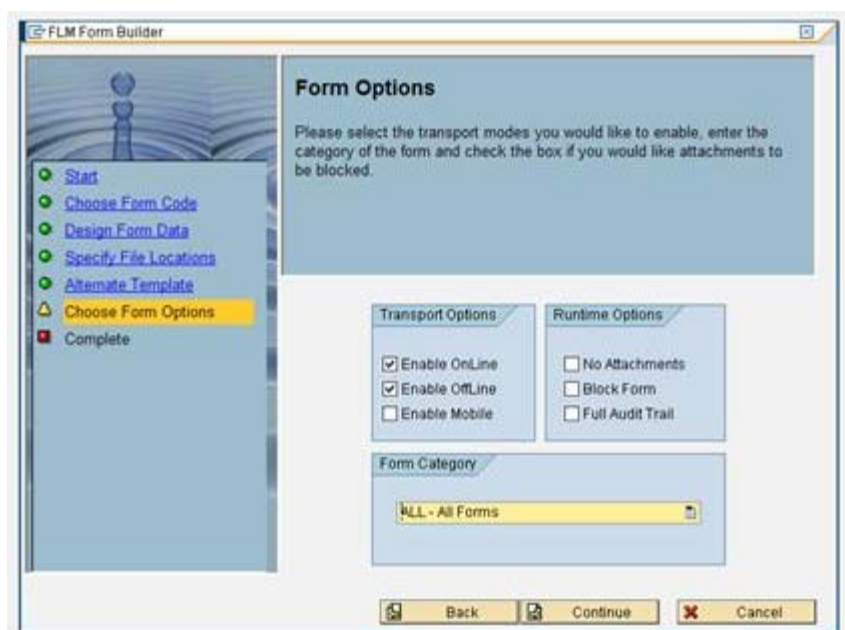 FLM Form Builder
Form Options
Please select the transport modes you would like to enable, enter the
category of the form and check the box if you would like attachments to
be blocked.
Start
Choose Form Code
Design Form Data
Specify File Locations
Alternate Template
Choose Form Options
Complete
Transport Options
Enable OnLine
Enable OffLine
Enable Mobile
Runtime Options
No Attachments
Block Form
Full Audit Trail
Form Category
ALL - All Forms
Back
Continue
Cancel